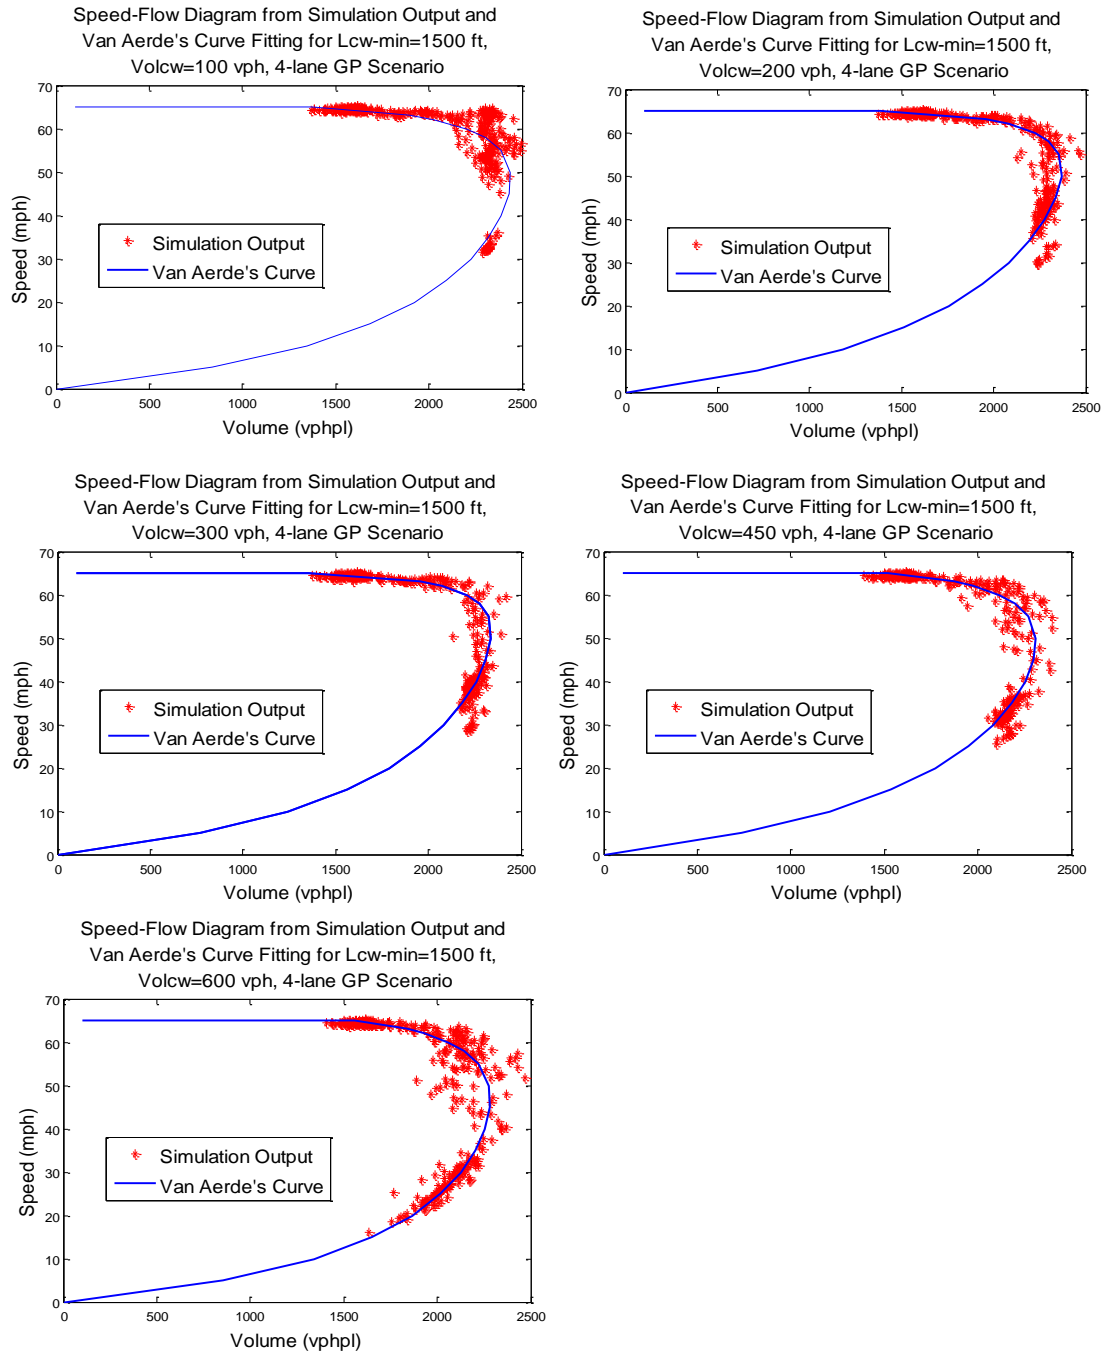 Speed-Flow Diagram from Simulation Output and
Van Aerde's Curve Fitting for Lcw-min=1500 ft,
Volcw=100 vph, 4-lane GP Scenario
70
60
50
40
30
20
10
0
Speed (mph)
Simulation Output
Van Aerde's Curve
0 500 1000 1500 2000 2500
Volume (vphpl)
Speed-Flow Diagram from Simulation Output and
Van Aerde's Curve Fitting for Lcw-min=1500 ft,
Volcw=200 vph, 4-lane GP Scenario
70
60
50
40
30
20
10
0
Speed (mph)
Simulation Output
Van Aerde's Curve
0 500 1000 1500 2000 2500
Volume (vphpl)
Speed-Flow Diagram from Simulation Output and
Van Aerde's Curve Fitting for Lcw-min=1500 ft,
Volcw=300 vph, 4-lane GP Scenario
70
60
50
40
30
20
10
0
Speed (mph)
Simulation Output
Van Aerde's Curve
0 500 1000 1500 2000 2500
Volume (vphpl)
Speed-Flow Diagram from Simulation Output and
Van Aerde's Curve Fitting for Lcw-min=1500 ft,
Volcw=450 vph, 4-lane GP Scenario
70
60
50
40
30
20
10
0
Speed (mph)
Simulation Output
Van Aerde's Curve
0 500 1000 1500 2000 2500
Volume (vphpl)
Speed-Flow Diagram from Simulation Output and
Van Aerde's Curve Fitting for Lcw-min=1500 ft,
Volcw=600 vph, 4-lane GP Scenario
70
60
50
40
30
20
10
0
Speed (mph)
Simulation Output
Van Aerde's Curve
0 500 1000 1500 2000 2500
Volume (vphpl)